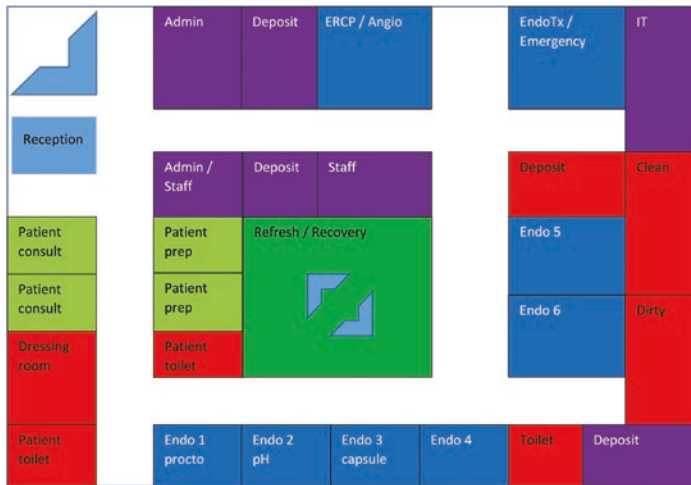 Admin
Deposit
ERCP / Angio
EndoTx /
Emergency
IT
Reception
Admin /
Staff
Deposit
Staff
Deposit
Clean
Patient
consult
Patient
prep
Refresh / Recovery
Endo 5
Patient
consult
Patient
prep
Endo 6
Dirty
Dressing
room
Patient
toilet
Patient
toilet
Endo 1
procto
Endo 2
pH
Endo 3
capsule
Endo 4
Toilet
Deposit